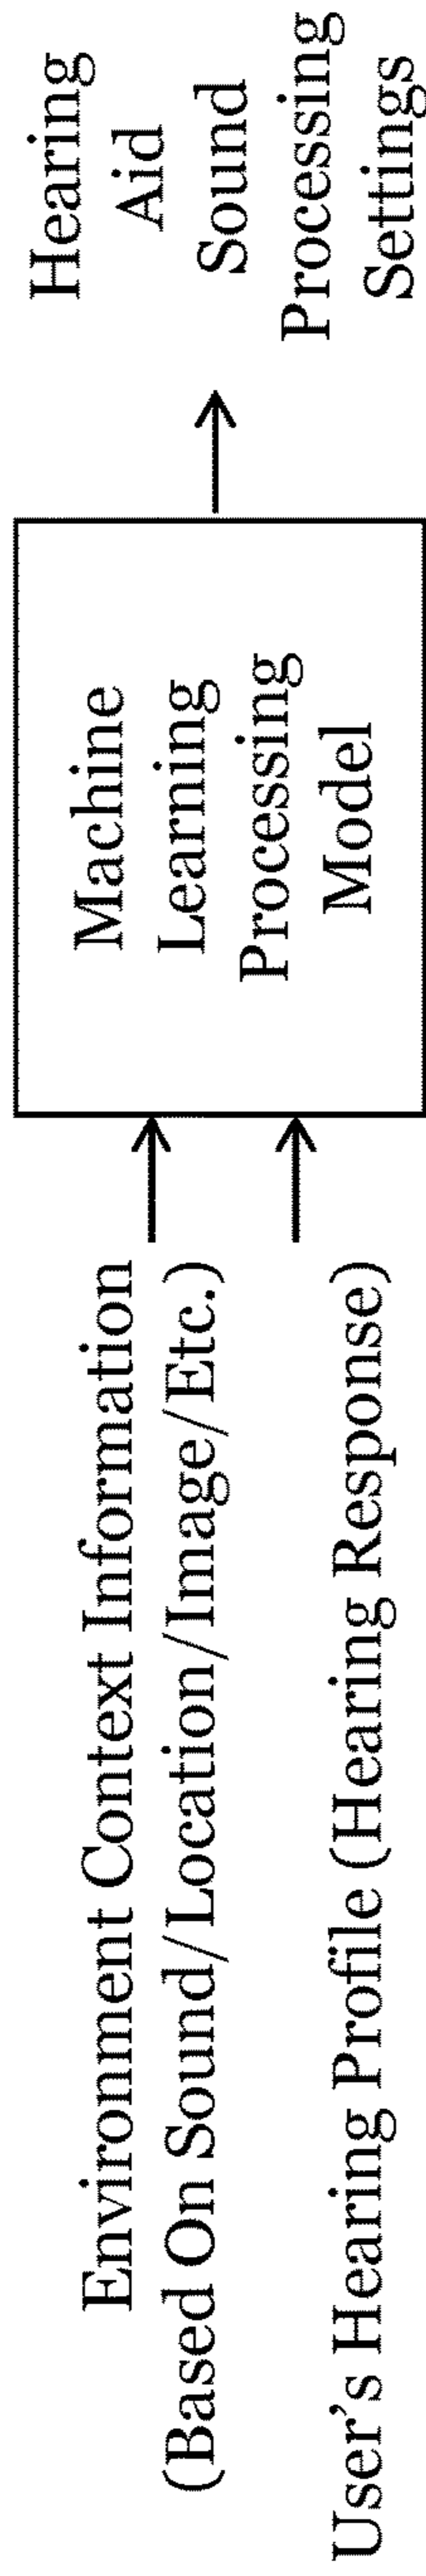 Environment Context Information
(Based On Sound/Location/Image/Etc.)
User's Hearing Profile (Hearing Response)
Machine
Learning
Processing
Model
Hearing
Aid
Sound
Processing
Settings